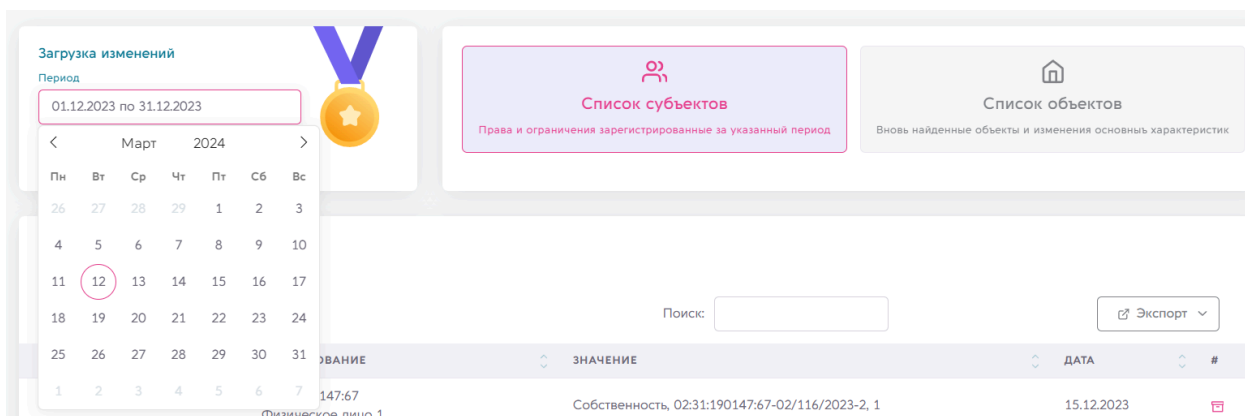 Загрузка изменений
Период
01.12.2023 по 31.12.2023
Март 2024
Пн Вт Ср Чт Пт Сб Вс
26 27 28 29 1 2 3
4 5 6 7 8 9 10
11 12 13 14 15 16 17
18 19 20 21 22 23 24
25 26 27 28 29 30 31
1 2 3 4 5 6 7
Список субъектов
Права и ограничения зарегистрированные за указанный период
Список объектов
Вновь найденные объекты и изменения основныъ характеристик
Поиск:
Экспорт
ОВАНИЕ ЗНАЧЕНИЕ ДАТА #
147:67
Физическое лицо 1
Собственность, 02:31:190147:67-02/116/2023-2, 1 15.12.2023